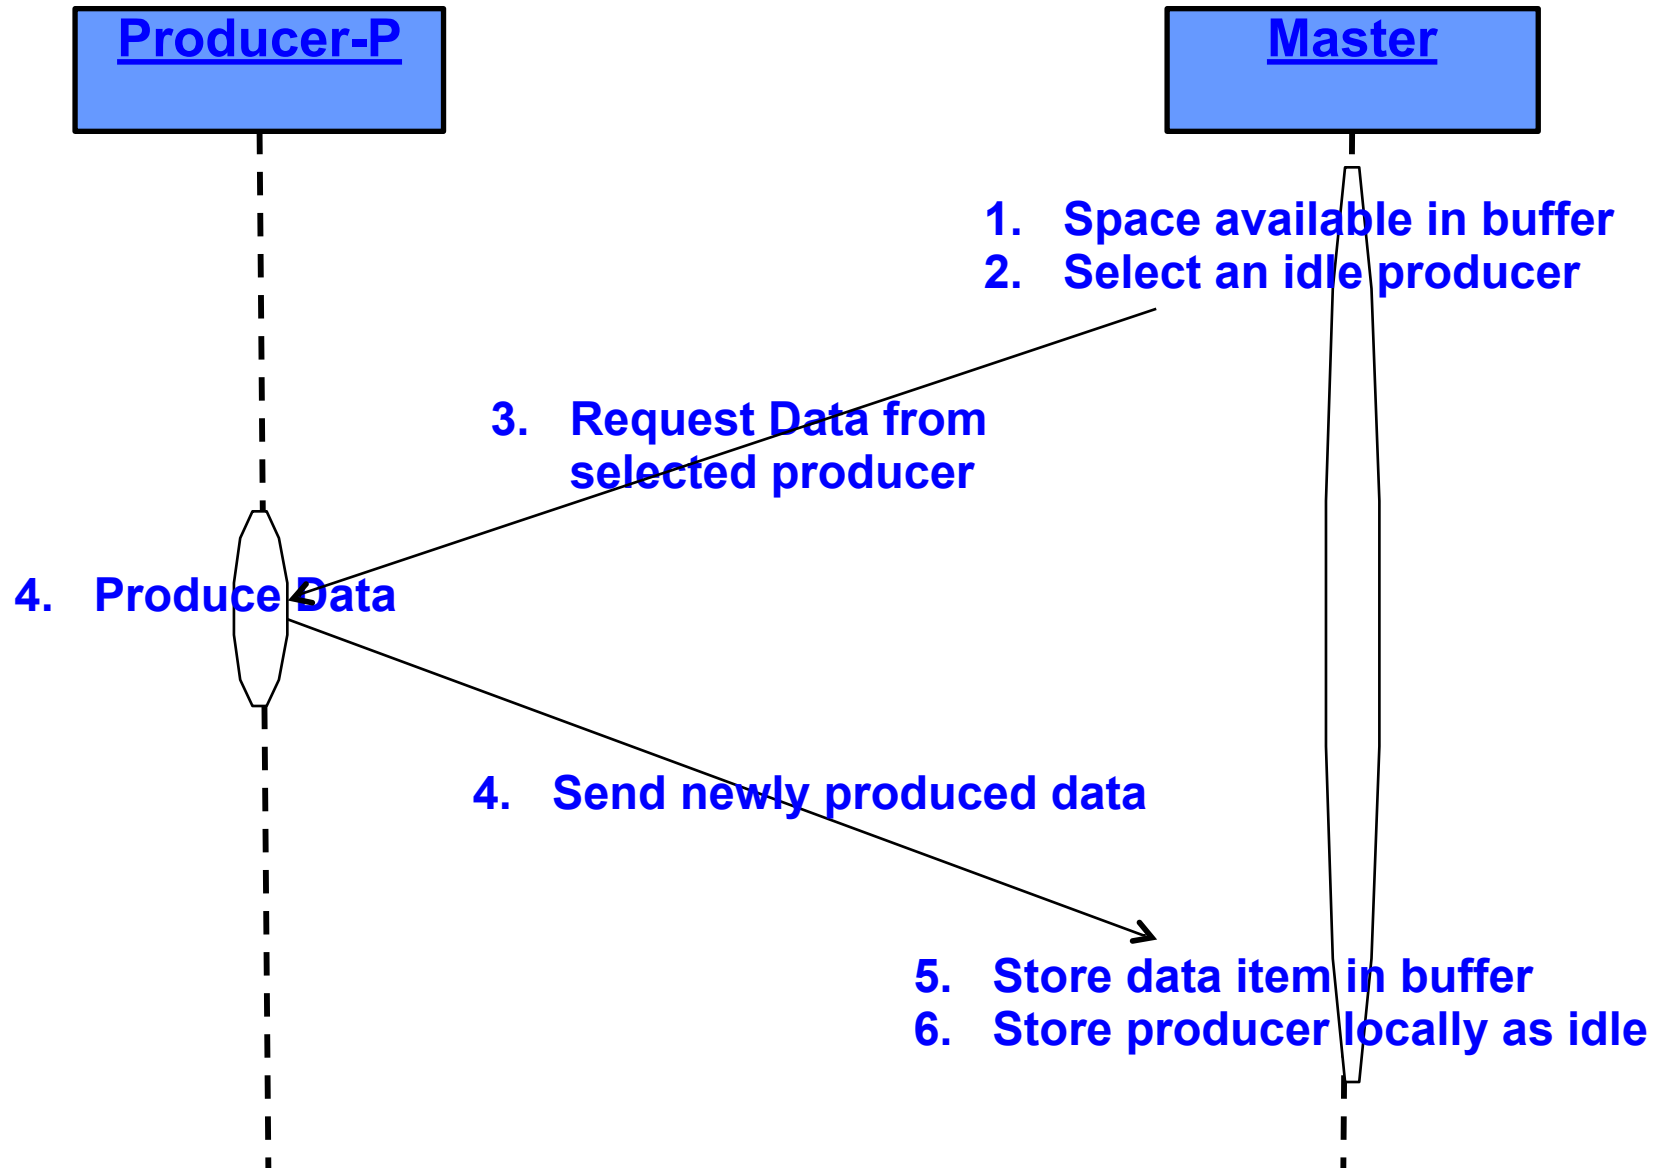 Producer-P
Master
1. Space available in buffer
2. Select an idle producer
3. Request Data from
selected producer
4. Produce Data
4. Send newly produced data
5. Store data item in buffer
6. Store producer locally as idle